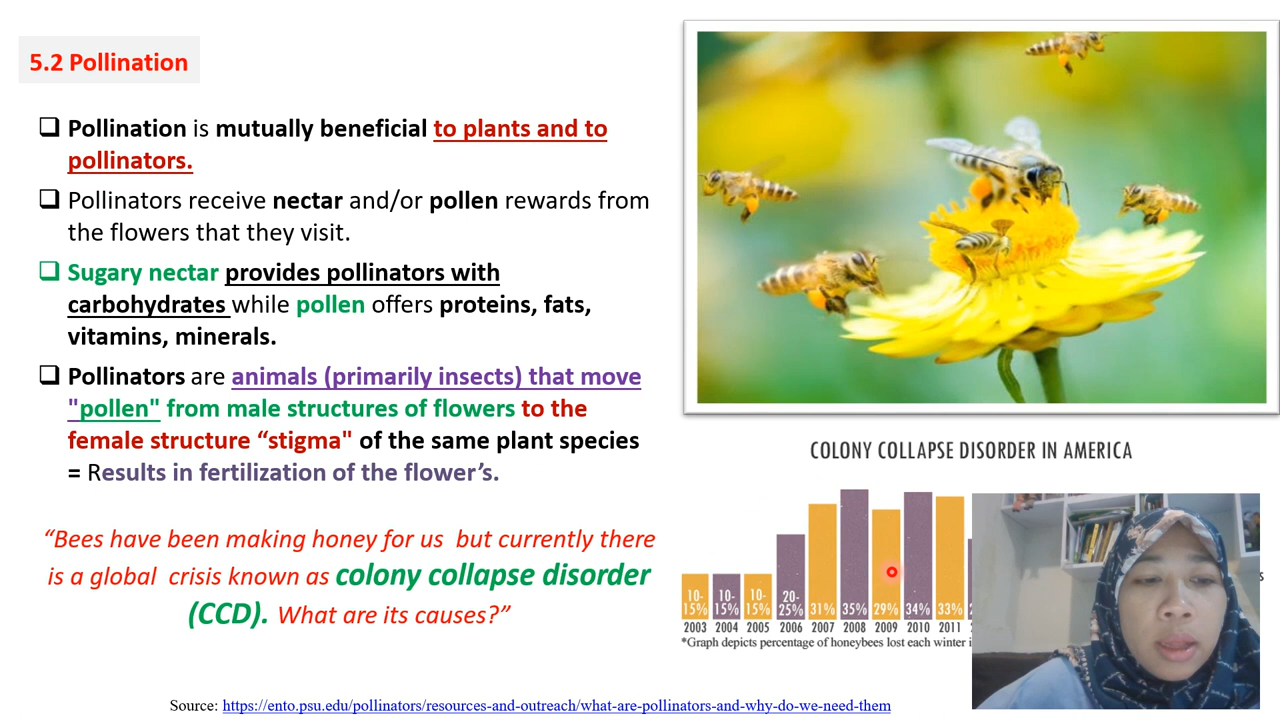 5.2 Pollination
❑ Pollination is mutually beneficial to plants and to
pollinators.
❑ Pollinators receive nectar and/or pollen rewards from
the flowers that they visit.
❑ Sugary nectar provides pollinators with
carbohydrates while pollen offers proteins, fats,
vitamins, minerals.
❑ Pollinators are animals (primarily insects) that move
"pollen" from male structures of flowers to the
female structure “stigma" of the same plant species
= Results in fertilization of the flower’s.
“Bees have been making honey for us but currently there
is a global crisis known as colony collapse disorder
(CCD). What are its causes?”
COLONY COLLAPSE DISORDER IN AMERICA
10- 10- 10- 20-
15% 15% 15% 25% 31% 35% 29% 34% 33%
2003 2004 2005 2006 2007 2008 2009 2010 2011
*Graph depicts percentage of honeybees lost each winter
Source: https://ento.psu.edu/pollinators/resources-and-outreach/what-are-pollinators-and-why-do-we-need-them